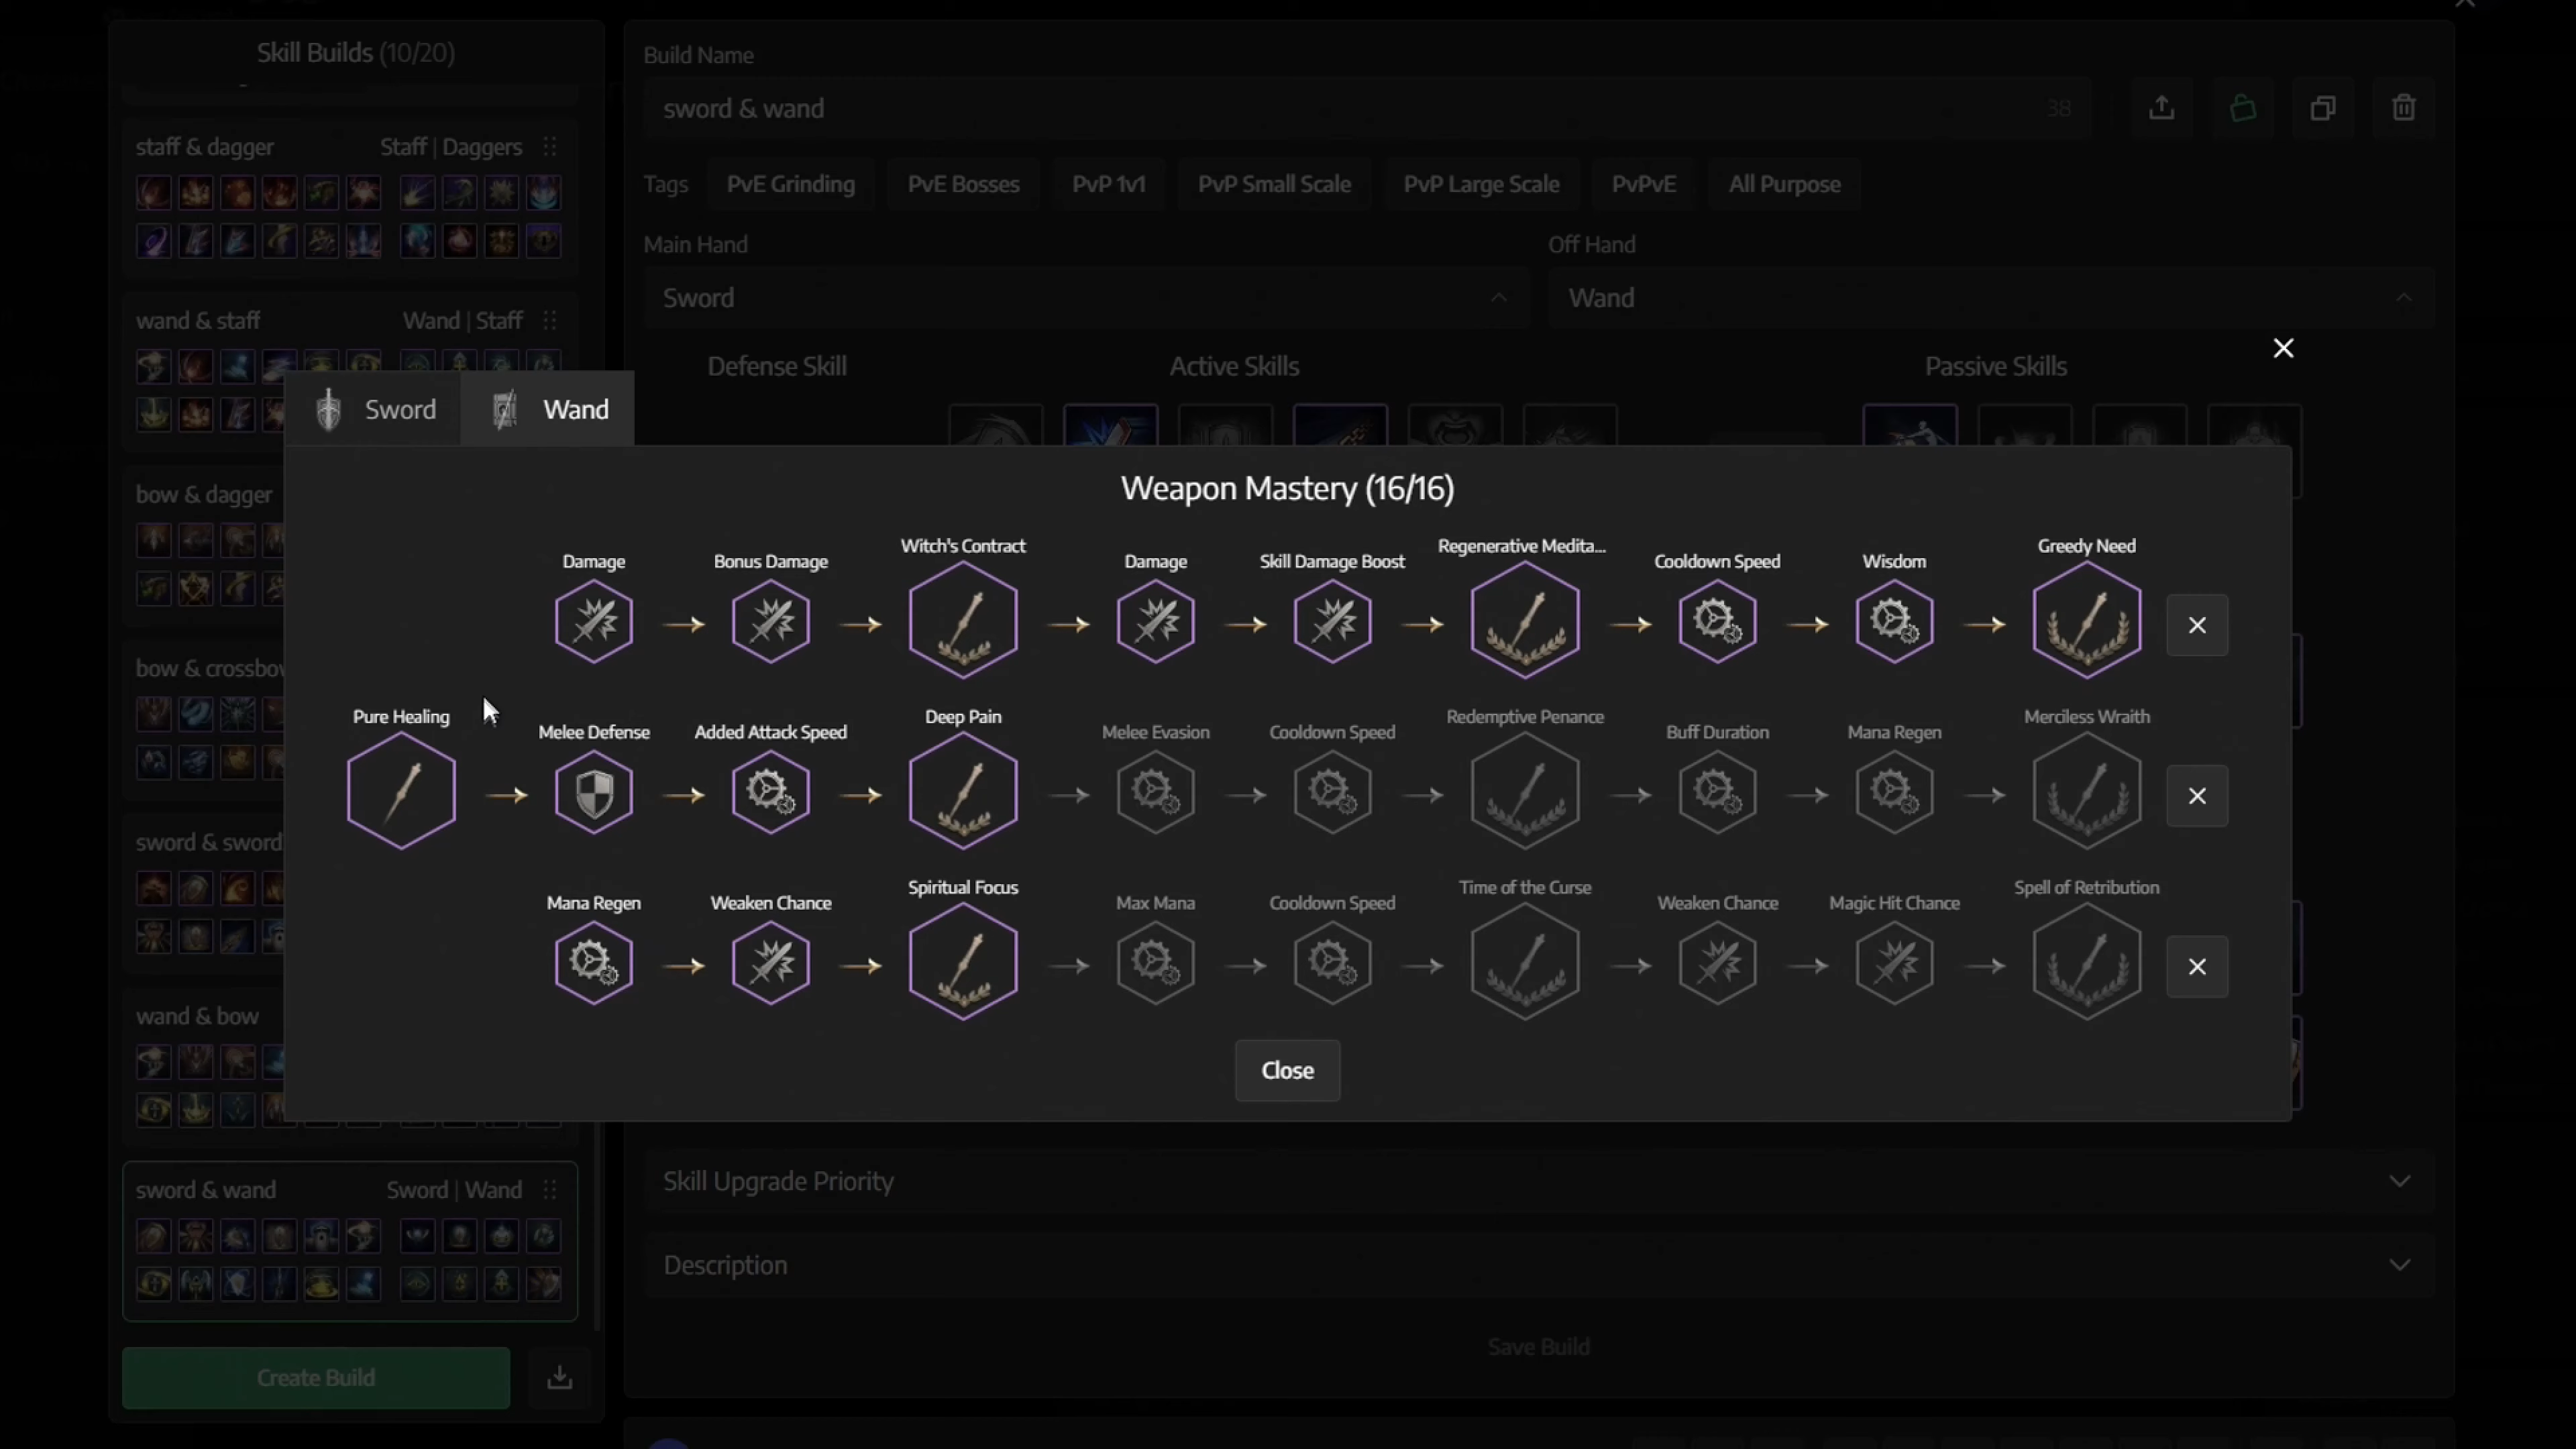 Skill Builds (10/20)
staff & dagger Staff | Daggers
wand & staff Wand | Staff
bow & dagger
bow & crossbow
sword & sword
wand & bow
sword & wand Sword | Wand
Create Build
Build Name
sword & wand 38
Tags PvE Grinding PvE Bosses PvP 1v1 PvP Small Scale PvP Large Scale PvPvE All Purpose
Main Hand Off Hand
Sword Wand
Defense Skill Active Skills Passive Skills
Sword Wand
Weapon Mastery (16/16)
Damage Bonus Damage Witch's Contract Damage Skill Damage Boost Regenerative Medita... Cooldown Speed Wisdom Greedy Need
Pure Healing Melee Defense Added Attack Speed Deep Pain Melee Evasion Cooldown Speed Redemptive Penance Buff Duration Mana Regen Merciless Wraith
Mana Regen Weaken Chance Spiritual Focus Max Mana Cooldown Speed Time of the Curse Weaken Chance Magic Hit Chance Spell of Retribution
Close
Skill Upgrade Priority
Description
Save Build